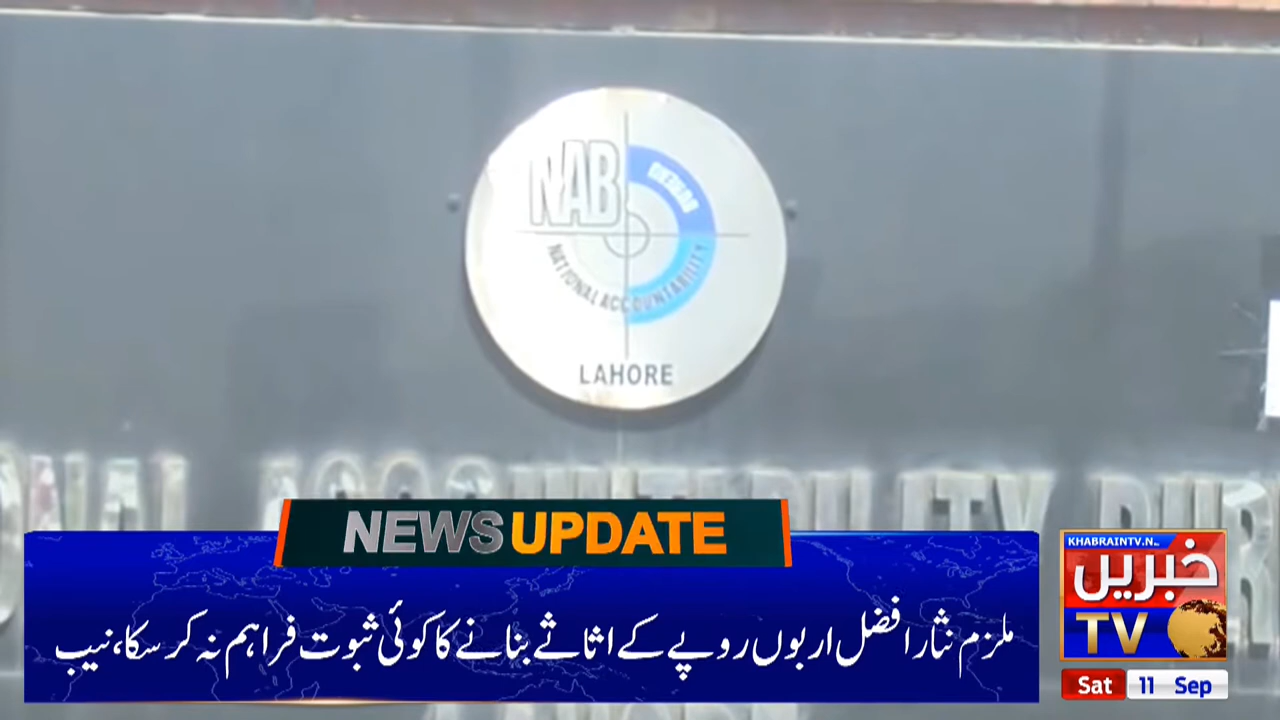 NAB
NATIONAL ACCOUNTABILITY
LAHORE
NEWS UPDATE
ملزم نثار افضل اربوں روپے کے اثاثے بنانے کا کوئی ثبوت فراہم نہ کر سکا، نیب
KHABRAINTV.N
خبریں
TV
Sat 11 Sep